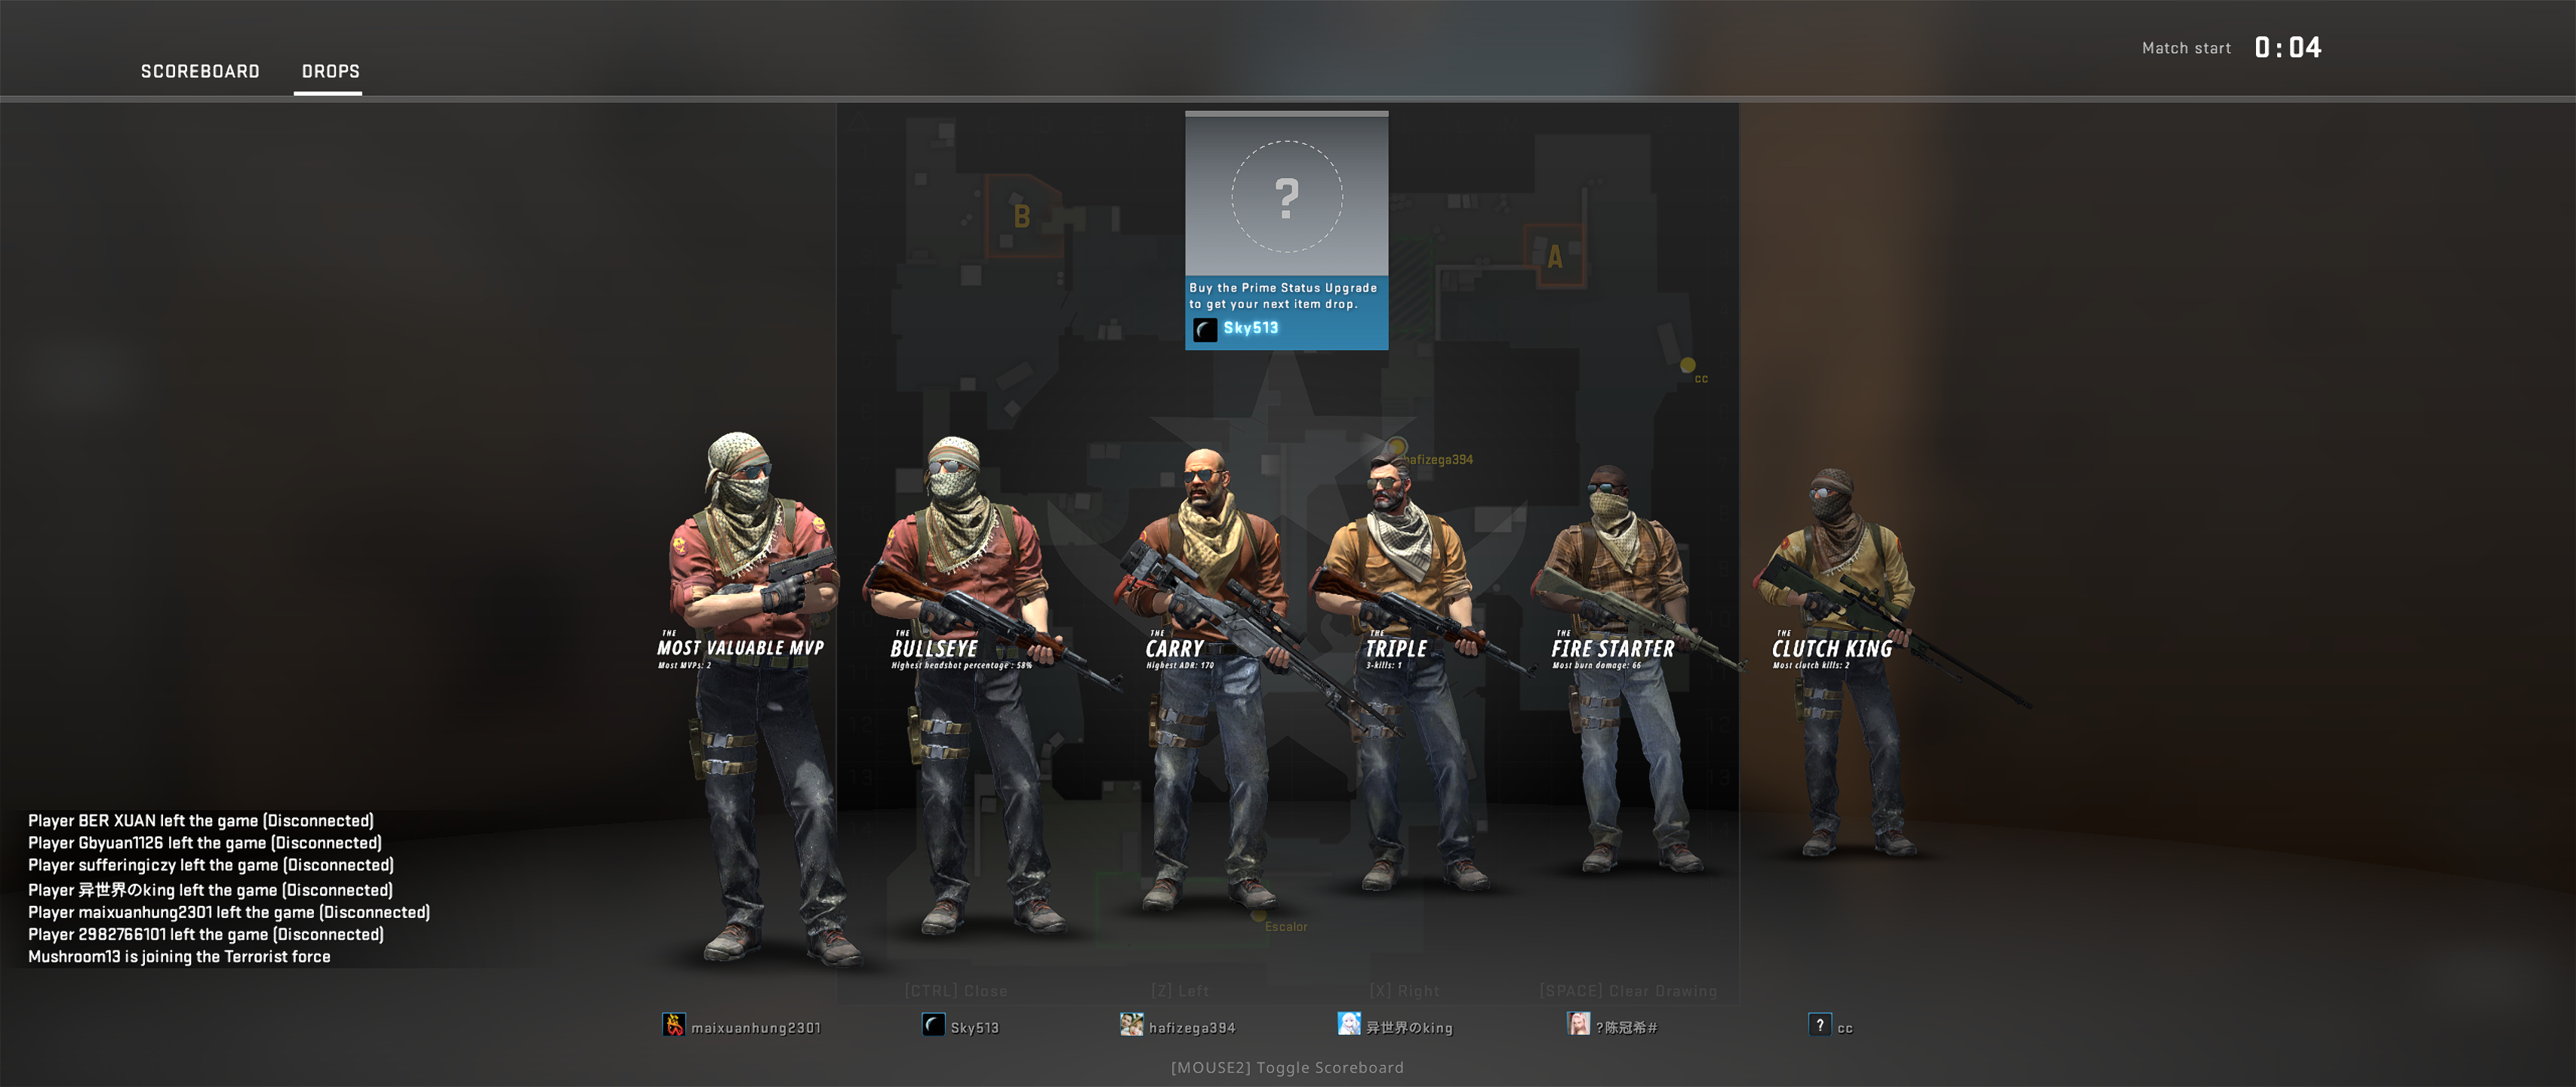 SCOREBOARD DROPS
Match start 0:04
B
A
?
Buy the Prime Status Upgrade
to get your next item drop.
Sky513
cc
hafizega394
THE
MOST VALUABLE MVP
Most MVPs: 2
THE
BULLSEYE
Highest headshot percentage : 58%
THE
CARRY
Highest ADR: 170
THE
TRIPLE
3-kills: 1
THE
FIRE STARTER
Most burn damage: 66
THE
CLUTCH KING
Most clutch kills: 2
12
12
13
13
Player BER XUAN left the game (Disconnected)
Player Gbyuan1126 left the game (Disconnected)
Player sufferingiczy left the game (Disconnected)
Player 异世界のking left the game (Disconnected)
Player maixuanhung2301 left the game (Disconnected)
Player 2982766101 left the game (Disconnected)
Mushroom13 is joining the Terrorist force
Escalor
[CTRL] Close [Z] Left [X] Right [SPACE] Clear Drawing
maixuanhung2301 Sky513 hafizega394 异世界のking ?陈冠希# ? cc
[MOUSE2] Toggle Scoreboard